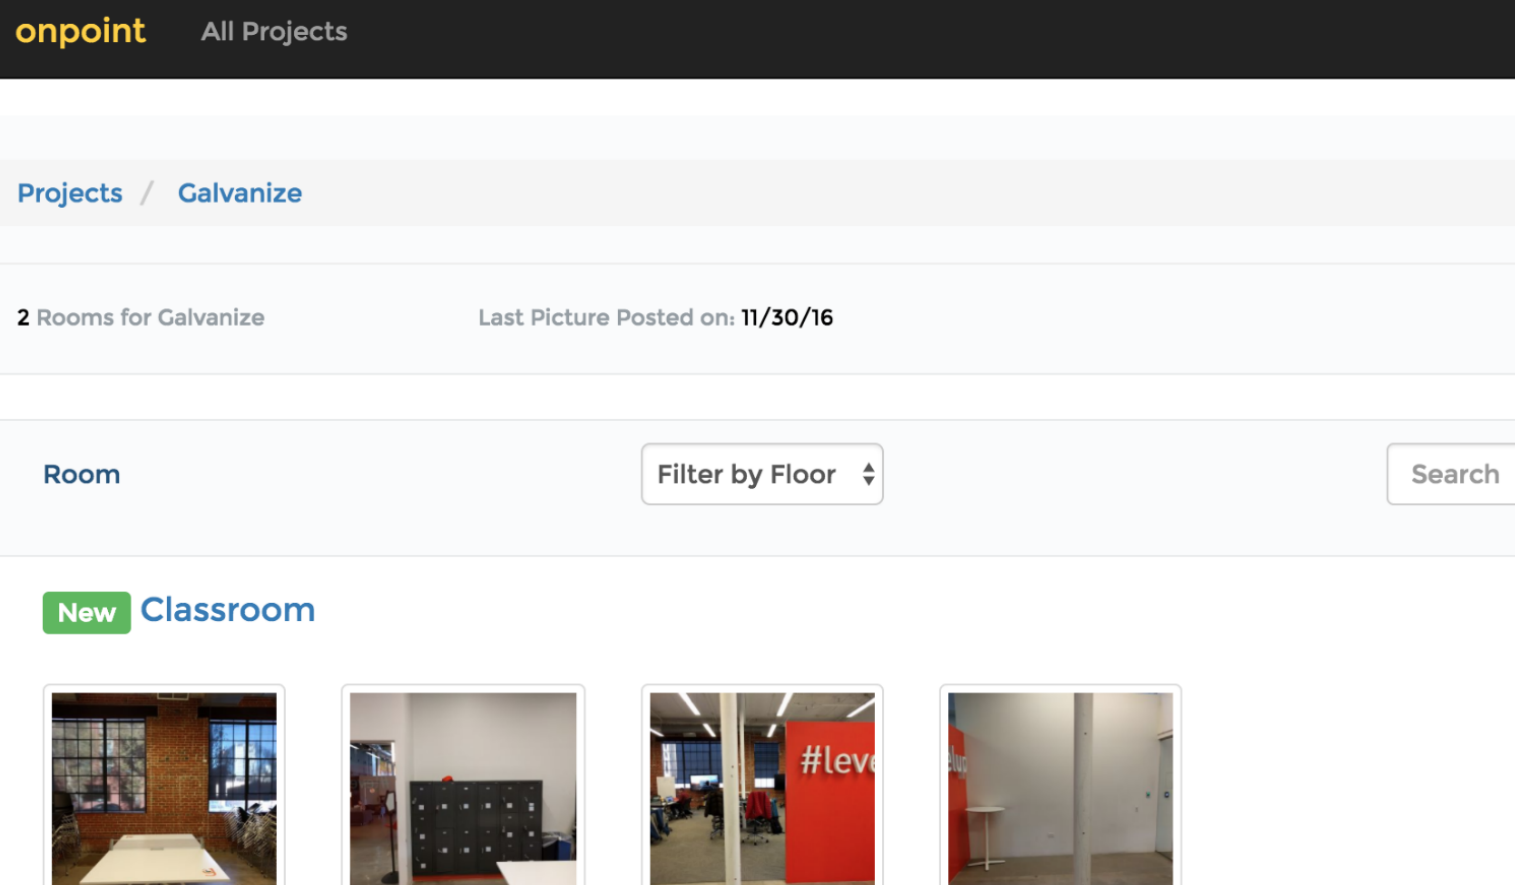 onpoint All Projects
Projects / Galvanize
2 Rooms for Galvanize Last Picture Posted on: 11/30/16
Room Filter by Floor Search
New Classroom
#leve
elup